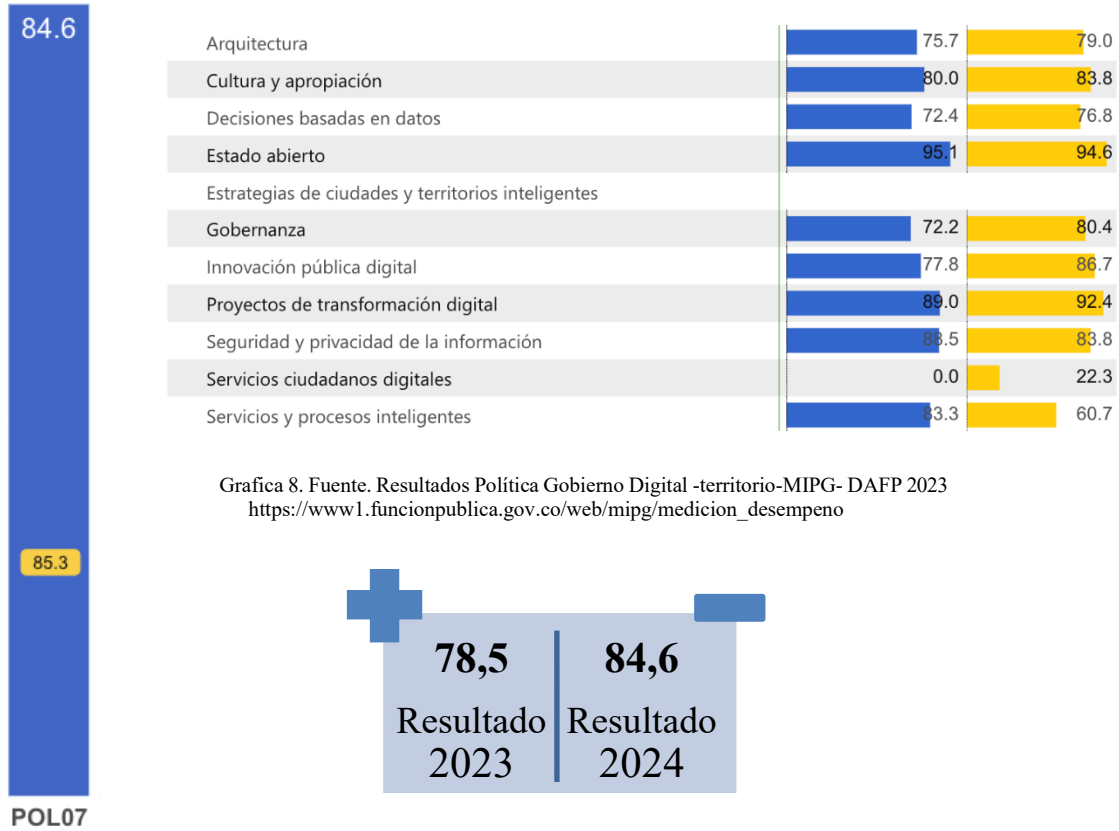 84.6
Arquitectura 75.7 79.0
Cultura y apropiación 80.0 83.8
Decisiones basadas en datos 72.4 76.8
Estado abierto 95.1 94.6
Estrategias de ciudades y territorios inteligentes
Gobernanza 72.2 80.4
Innovación pública digital 77.8 86.7
Proyectos de transformación digital 89.0 92.4
Seguridad y privacidad de la información 88.5 83.8
Servicios ciudadanos digitales 0.0 22.3
Servicios y procesos inteligentes 83.3 60.7
Grafica 8. Fuente. Resultados Política Gobierno Digital -territorio-MIPG- DAFP 2023
https://www1.funcionpublica.gov.co/web/mipg/medicion_desempeno
85.3
78,5 84,6
Resultado Resultado
2023 2024
POL07